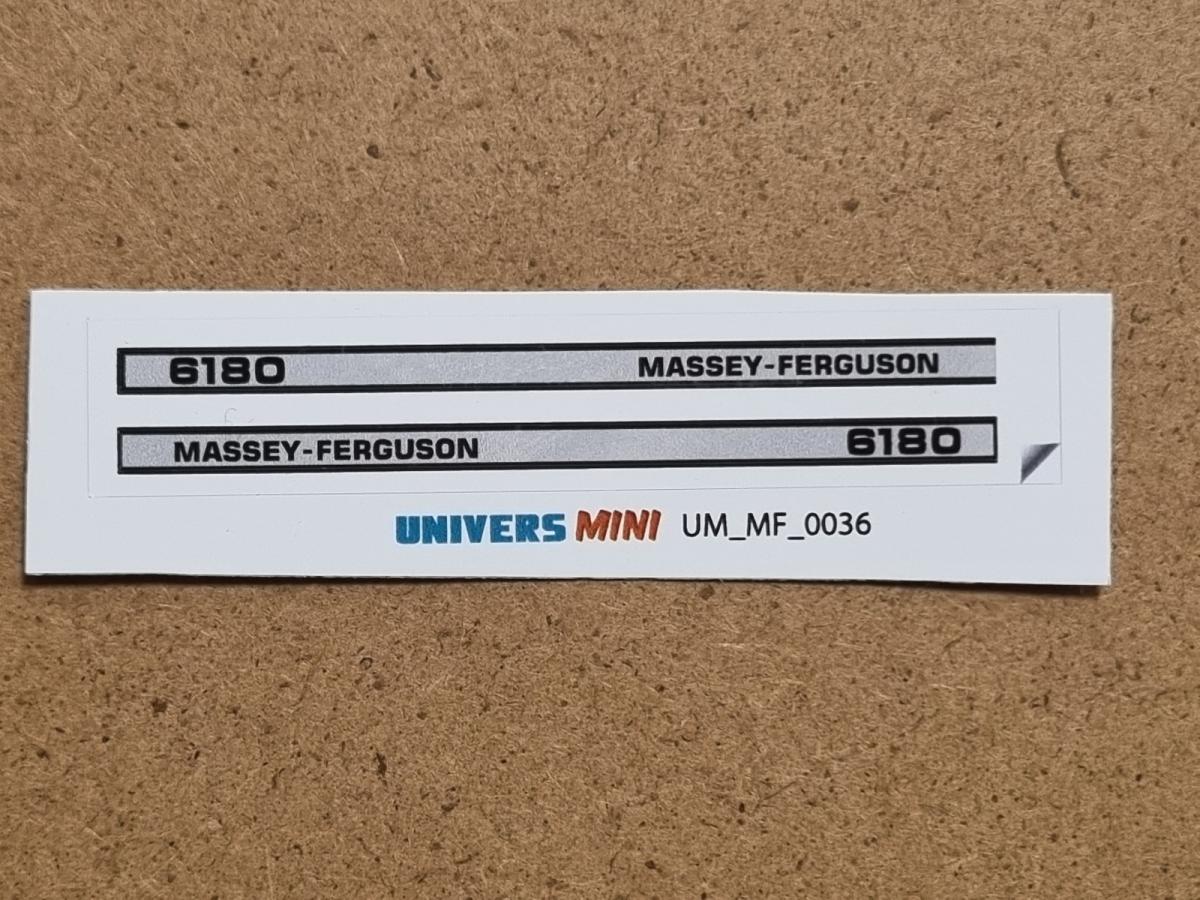 6180 MASSEY-FERGUSON
MASSEY-FERGUSON 6180
UNIVERS MINI UM_MF_0036